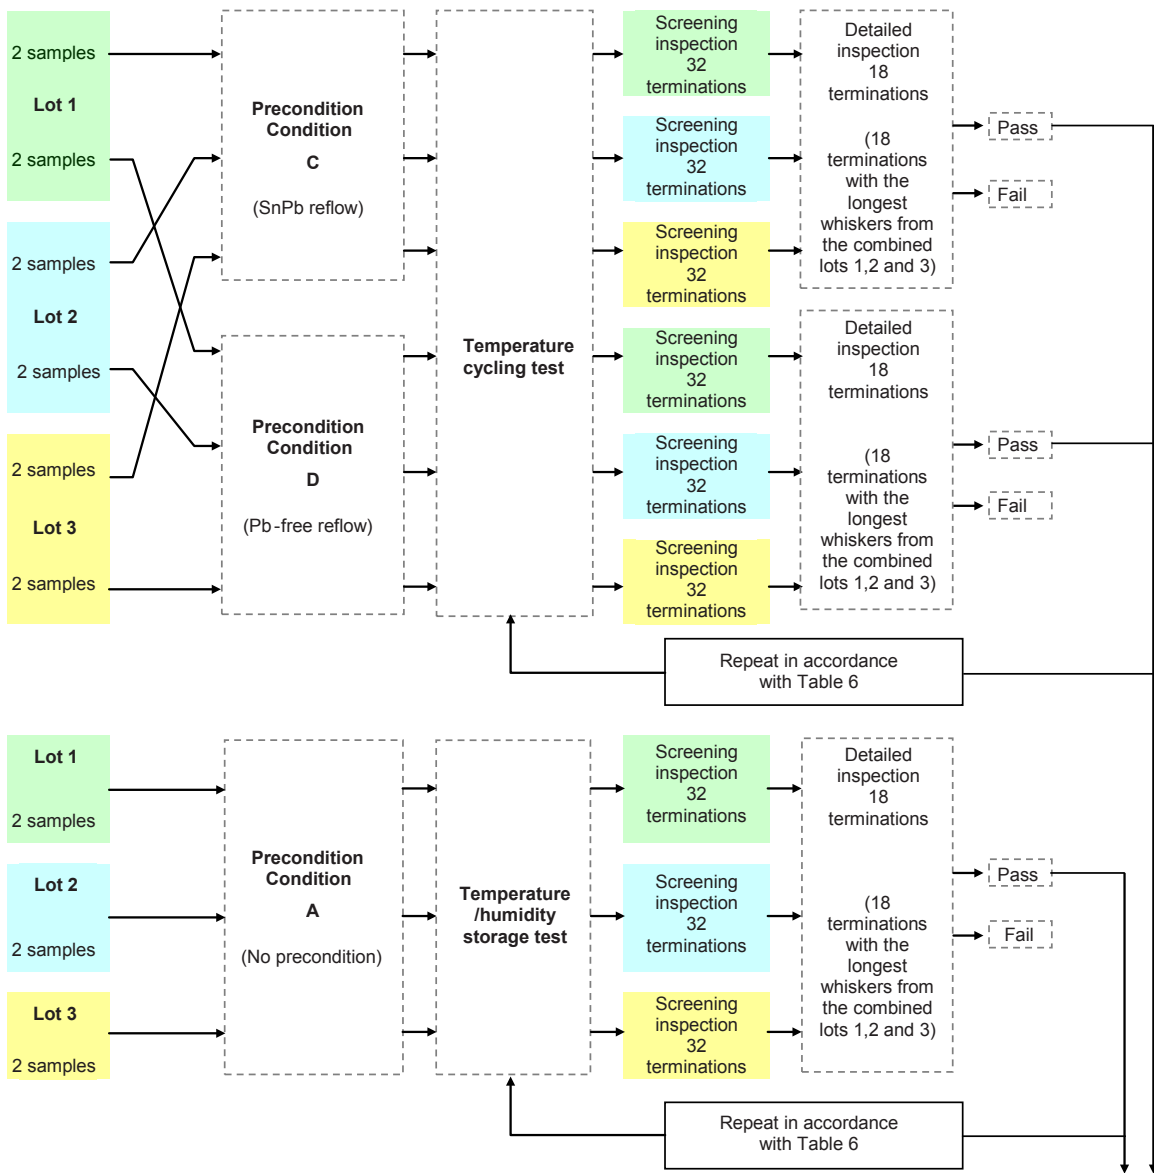 2 samples
Lot 1
2 samples
2 samples
Lot 2
2 samples
2 samples
Lot 3
2 samples
Precondition
Condition
C
(SnPb reflow)
Precondition
Condition
D
(Pb-free reflow)
Temperature
cycling test
Screening
inspection
32
terminations
Screening
inspection
32
terminations
Screening
inspection
32
terminations
Screening
inspection
32
terminations
Screening
inspection
32
terminations
Screening
inspection
32
terminations
Detailed
inspection
18
terminations
(18
terminations
with the
longest
whiskers from
the combined
lots 1,2 and 3)
Pass
Fail
Detailed
inspection
18
terminations
(18
terminations
with the
longest
whiskers from
the combined
lots 1,2 and 3)
Pass
Fail
Repeat in accordance
with Table 6
Lot 1
2 samples
Lot 2
2 samples
Lot 3
2 samples
Precondition
Condition
A
(No precondition)
Temperature
/humidity
storage test
Screening
inspection
32
terminations
Screening
inspection
32
terminations
Screening
inspection
32
terminations
Detailed
inspection
18
terminations
(18
terminations
with the
longest
whiskers from
the combined
lots 1,2 and 3)
Pass
Fail
Repeat in accordance
with Table 6